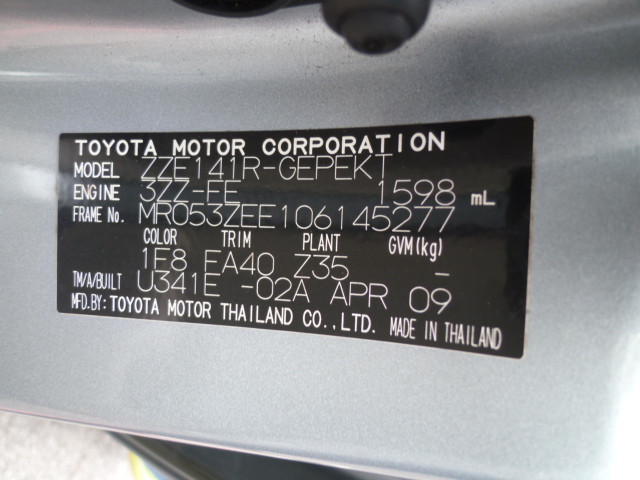 TOYOTA MOTOR CORPORATION
MODEL ZZE141R-GEPEKT
ENGINE 3ZZ-FE 1598 mL
FRAME No. MR053ZEE106145277
COLOR TRIM PLANT GVM(kg)
1F8 FA40 Z35 –
TM/A/BUILT U341E -02A APR 09
MFD.BY: TOYOTA MOTOR THAILAND CO., LTD. MADE IN THAILAND